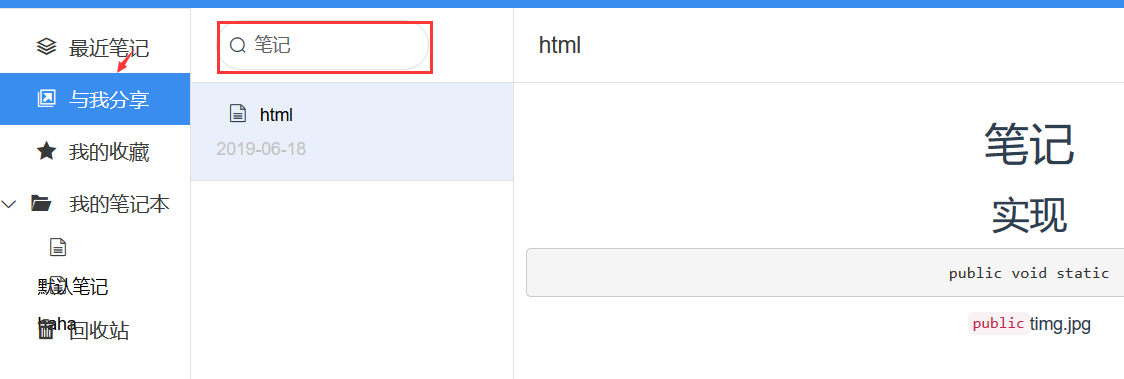 最近笔记
与我分享
我的收藏
我的笔记本
默认笔记
haha
回收站
笔记
html
2019-06-18
html
笔记
实现
public void static
public timg.jpg